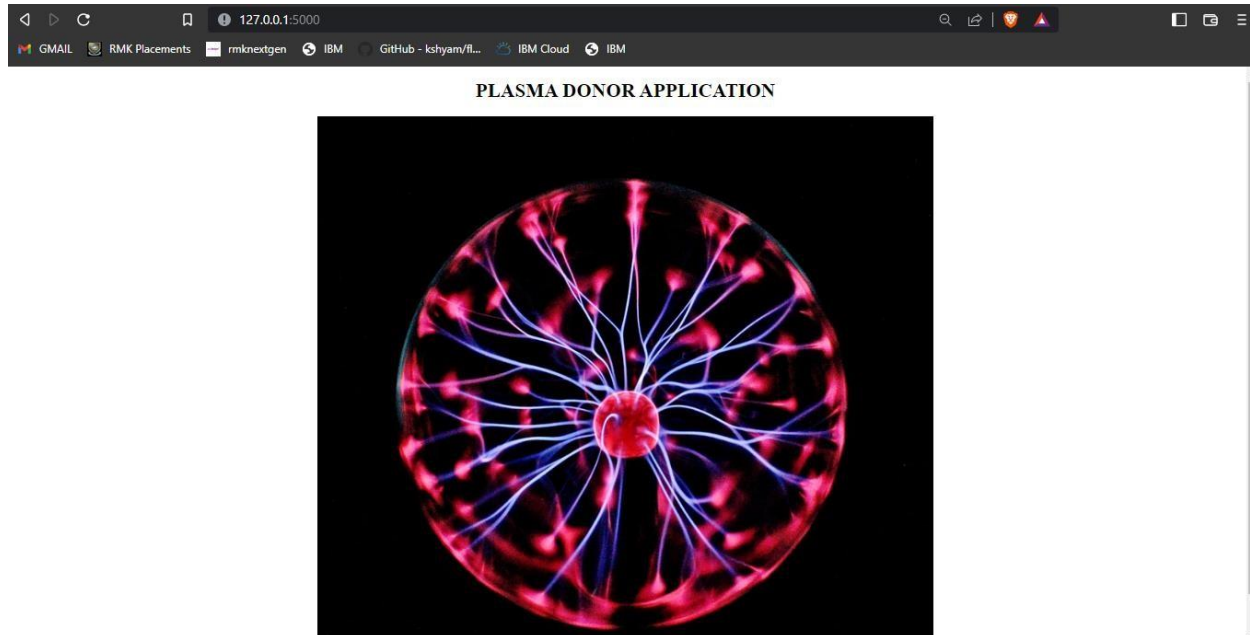 127.0.0.1:5000
GMAIL RMK Placements rmknextgen IBM GitHub - kshyam/fl... IBM Cloud IBM
PLASMA DONOR APPLICATION